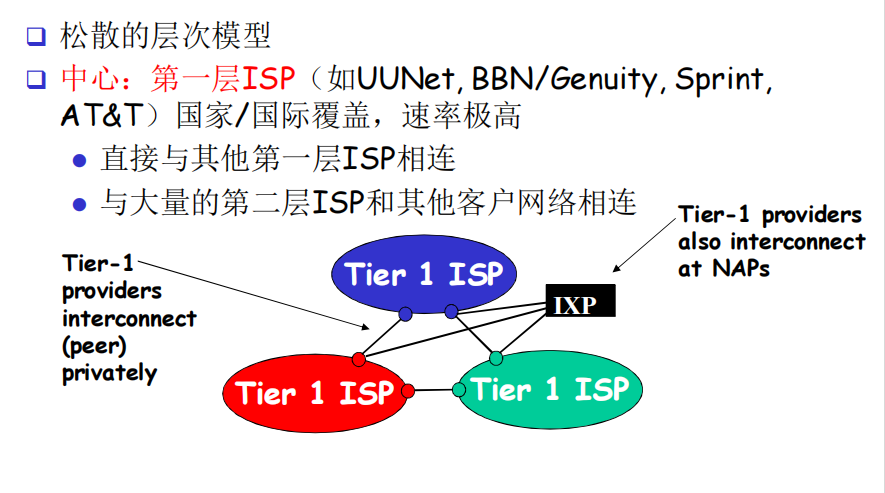 松散的层次模型
中心：第一层ISP（如UUNet, BBN/Genuity, Sprint,
AT&T）国家/国际覆盖，速率极高
直接与其他第一层ISP相连
与大量的第二层ISP和其他客户网络相连
Tier-1 providers
also interconnect
at NAPs
Tier-1
providers
interconnect
(peer)
privately
Tier 1 ISP
IXP
Tier 1 ISP
Tier 1 ISP